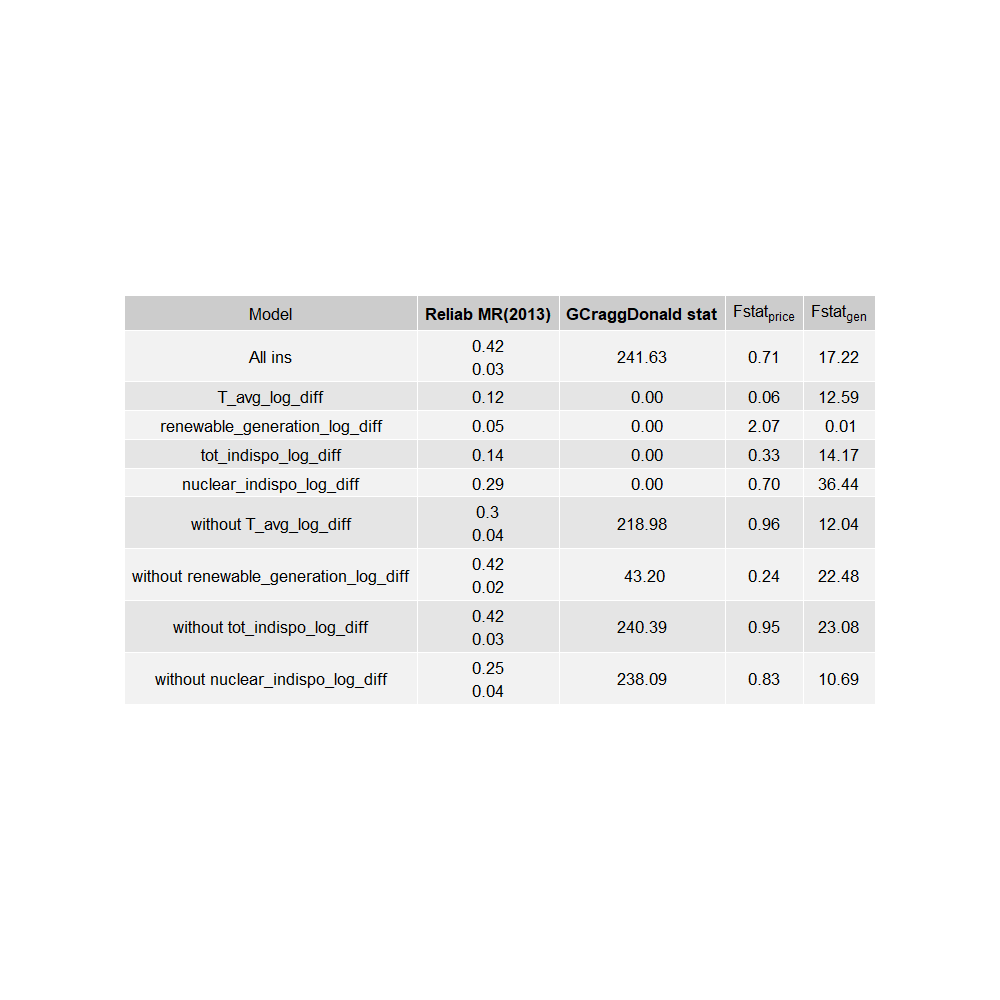 Model Reliab MR(2013) GCraggDonald stat Fstatprice Fstatgen
All ins 0.42 0.03 241.63 0.71 17.22
T_avg_log_diff 0.12 0.00 0.06 12.59
renewable_generation_log_diff 0.05 0.00 2.07 0.01
tot_indispo_log_diff 0.14 0.00 0.33 14.17
nuclear_indispo_log_diff 0.29 0.00 0.70 36.44
without T_avg_log_diff 0.3 0.04 218.98 0.96 12.04
without renewable_generation_log_diff 0.42 0.02 43.20 0.24 22.48
without tot_indispo_log_diff 0.42 0.03 240.39 0.95 23.08
without nuclear_indispo_log_diff 0.25 0.04 238.09 0.83 10.69